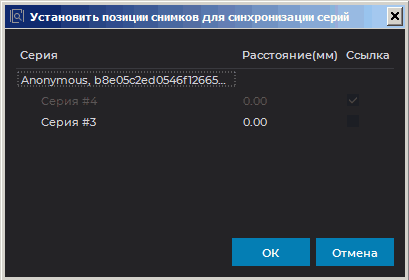 Установить позиции снимков для синхронизации серий
Серия Расстояние(мм) Ссылка
Anonymous, b8e05c2ed0546f12665...
Серия #4 0.00
Серия #3 0.00
ОК Отмена